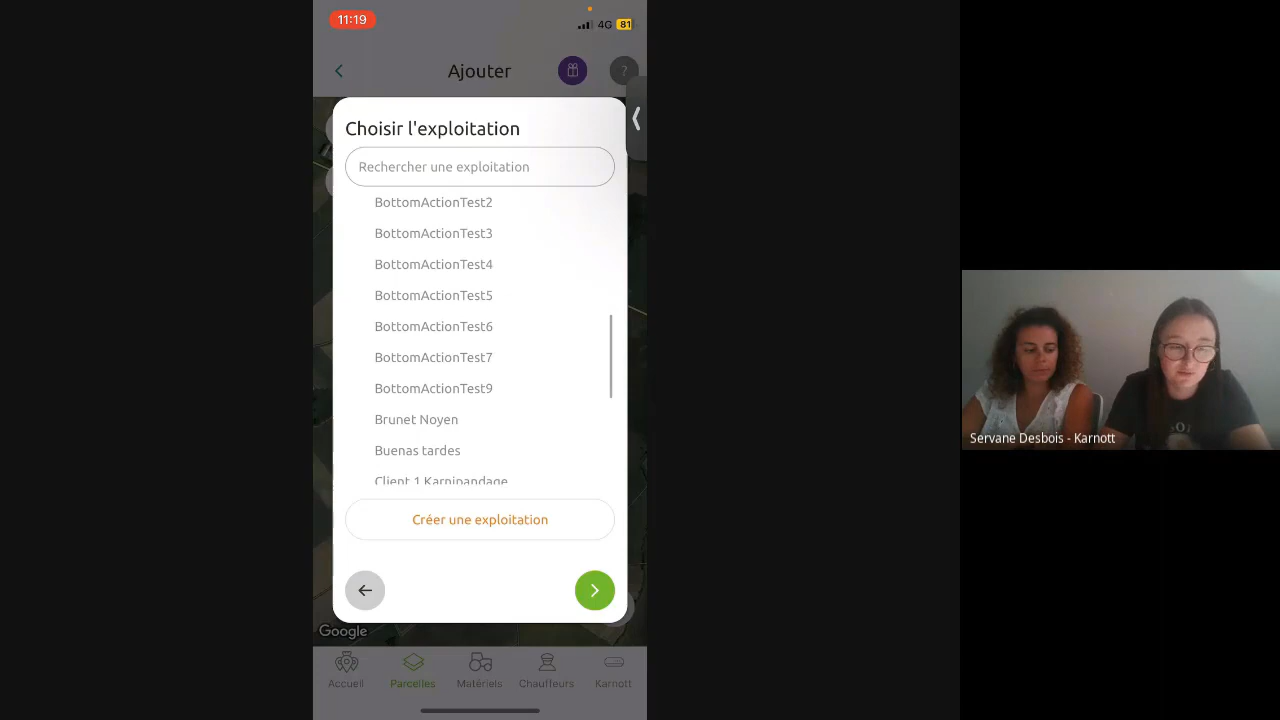 11:19
4G 81
Ajouter
?
Choisir l'exploitation
Rechercher une exploitation
BottomActionTest2
BottomActionTest3
BottomActionTest4
BottomActionTest5
BottomActionTest6
BottomActionTest7
BottomActionTest9
Brunet Noyen
Buenas tardes
Client 1 Karnipandage
Créer une exploitation
Google
Accueil
Parcelles
Matériels
Chauffeurs
Karnott
Servane Desbois - Karnott